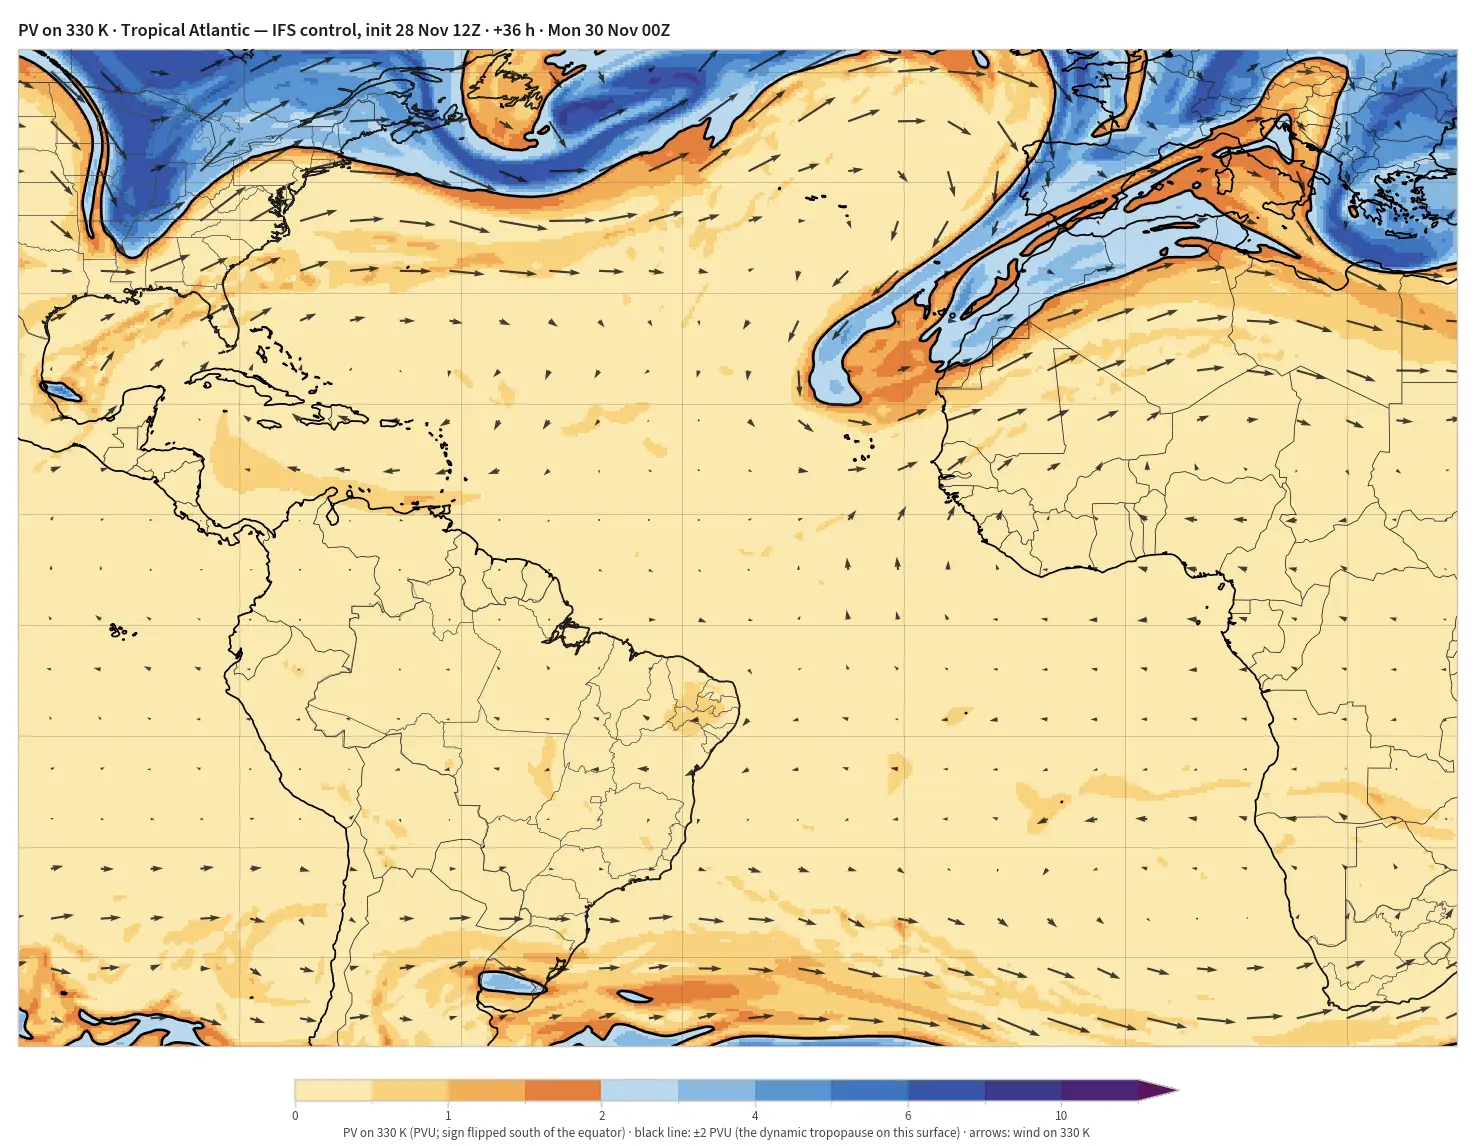 PV on 330 K · Tropical Atlantic — IFS control, init 28 Nov 12Z · +36 h · Mon 30 Nov 00Z
0 1 2 4 6 10
PV on 330 K (PVU; sign flipped south of the equator) · black line: ±2 PVU (the dynamic tropopause on this surface) · arrows: wind on 330 K